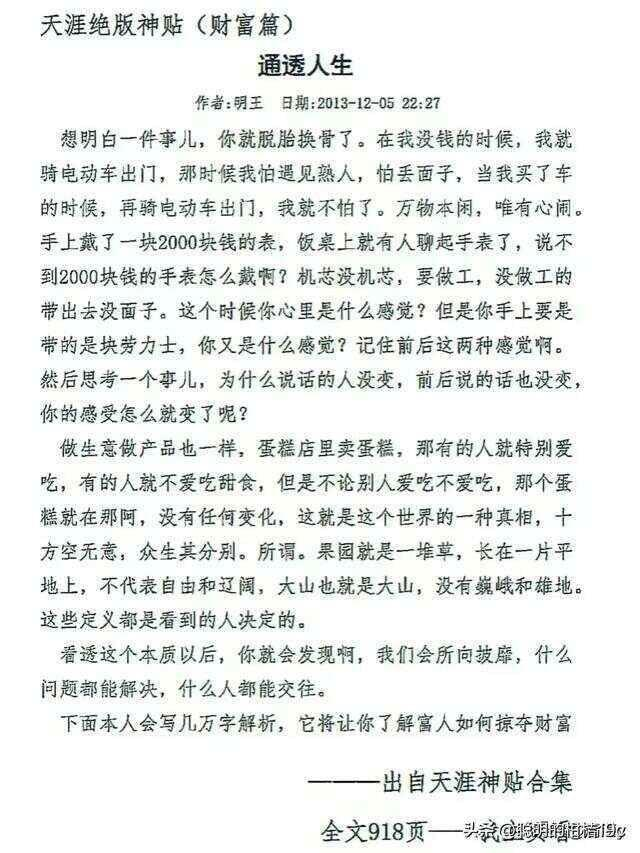 天涯绝版神贴（财富篇）
通透人生
作者:明王 日期:2013-12-05 22:27
想明白一件事儿，你就脱胎换骨了。在我没钱的时候，我就
骑电动车出门，那时候我怕遇见熟人，怕丢面子，当我买了车
的时候，再骑电动车出门，我就不怕了。万物本闲，唯有心闹。
手上戴了一块2000块钱的表，饭桌上就有人聊起手表了，说不
到2000块钱的手表怎么戴啊？机芯没机芯，要做工，没做工的
带出去没面子。这个时候你心里是什么感觉？但是你手上要是
带的是块劳力士，你又是什么感觉？记住前后这两种感觉啊。
然后思考一个事儿，为什么说话的人没变，前后说的话也没变，
你的感受怎么就变了呢？
做生意做产品也一样，蛋糕店里卖蛋糕，那有的人就特别爱
吃，有的人就不爱吃甜食，但是不论别人爱吃不爱吃，那个蛋
糕就在那阿，没有任何变化，这就是这个世界的一种真相，十
方空无意，众生其分别。所谓。果园就是一堆草，长在一片平
地上，不代表自由和辽阔，大山也就是大山，没有巍峨和雄地。
这些定义都是看到的人决定的。
看透这个本质以后，你就会发现啊，我们会所向披靡，什么
问题都能解决，什么人都能交往。
下面本人会写几万字解析，它将让你了解富人如何掠夺财富
———出自天涯神贴合集
全文918页——
头条@聪明的柑橘